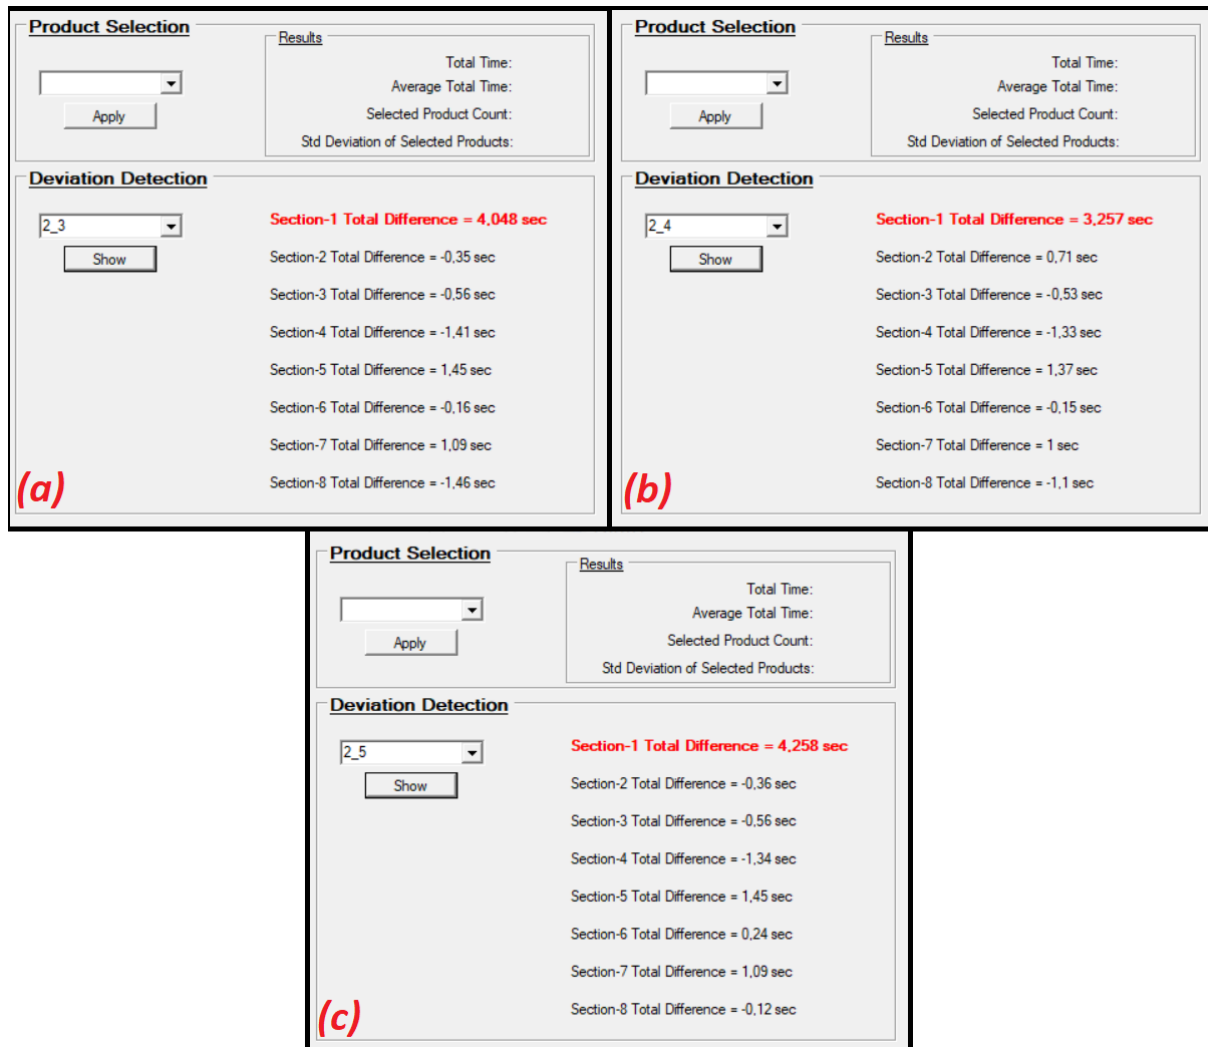 Product Selection
Results
Total Time:
Average Total Time:
Apply
Selected Product Count:
Std Deviation of Selected Products:
Deviation Detection
2_3
Section-1 Total Difference = 4,048 sec
Show
Section-2 Total Difference = -0,35 sec
Section-3 Total Difference = -0,56 sec
Section-4 Total Difference = -1,41 sec
Section-5 Total Difference = 1,45 sec
Section-6 Total Difference = -0,16 sec
Section-7 Total Difference = 1,09 sec
Section-8 Total Difference = -1,46 sec
(a)
Product Selection
Results
Total Time:
Average Total Time:
Apply
Selected Product Count:
Std Deviation of Selected Products:
Deviation Detection
2_4
Section-1 Total Difference = 3,257 sec
Show
Section-2 Total Difference = 0,71 sec
Section-3 Total Difference = -0,53 sec
Section-4 Total Difference = -1,33 sec
Section-5 Total Difference = 1,37 sec
Section-6 Total Difference = -0,15 sec
Section-7 Total Difference = 1 sec
Section-8 Total Difference = -1,1 sec
(b)
Product Selection
Results
Total Time:
Average Total Time:
Apply
Selected Product Count:
Std Deviation of Selected Products:
Deviation Detection
2_5
Section-1 Total Difference = 4,258 sec
Show
Section-2 Total Difference = -0,36 sec
Section-3 Total Difference = -0,56 sec
Section-4 Total Difference = -1,34 sec
Section-5 Total Difference = 1,45 sec
Section-6 Total Difference = 0,24 sec
Section-7 Total Difference = 1,09 sec
Section-8 Total Difference = -0,12 sec
(c)